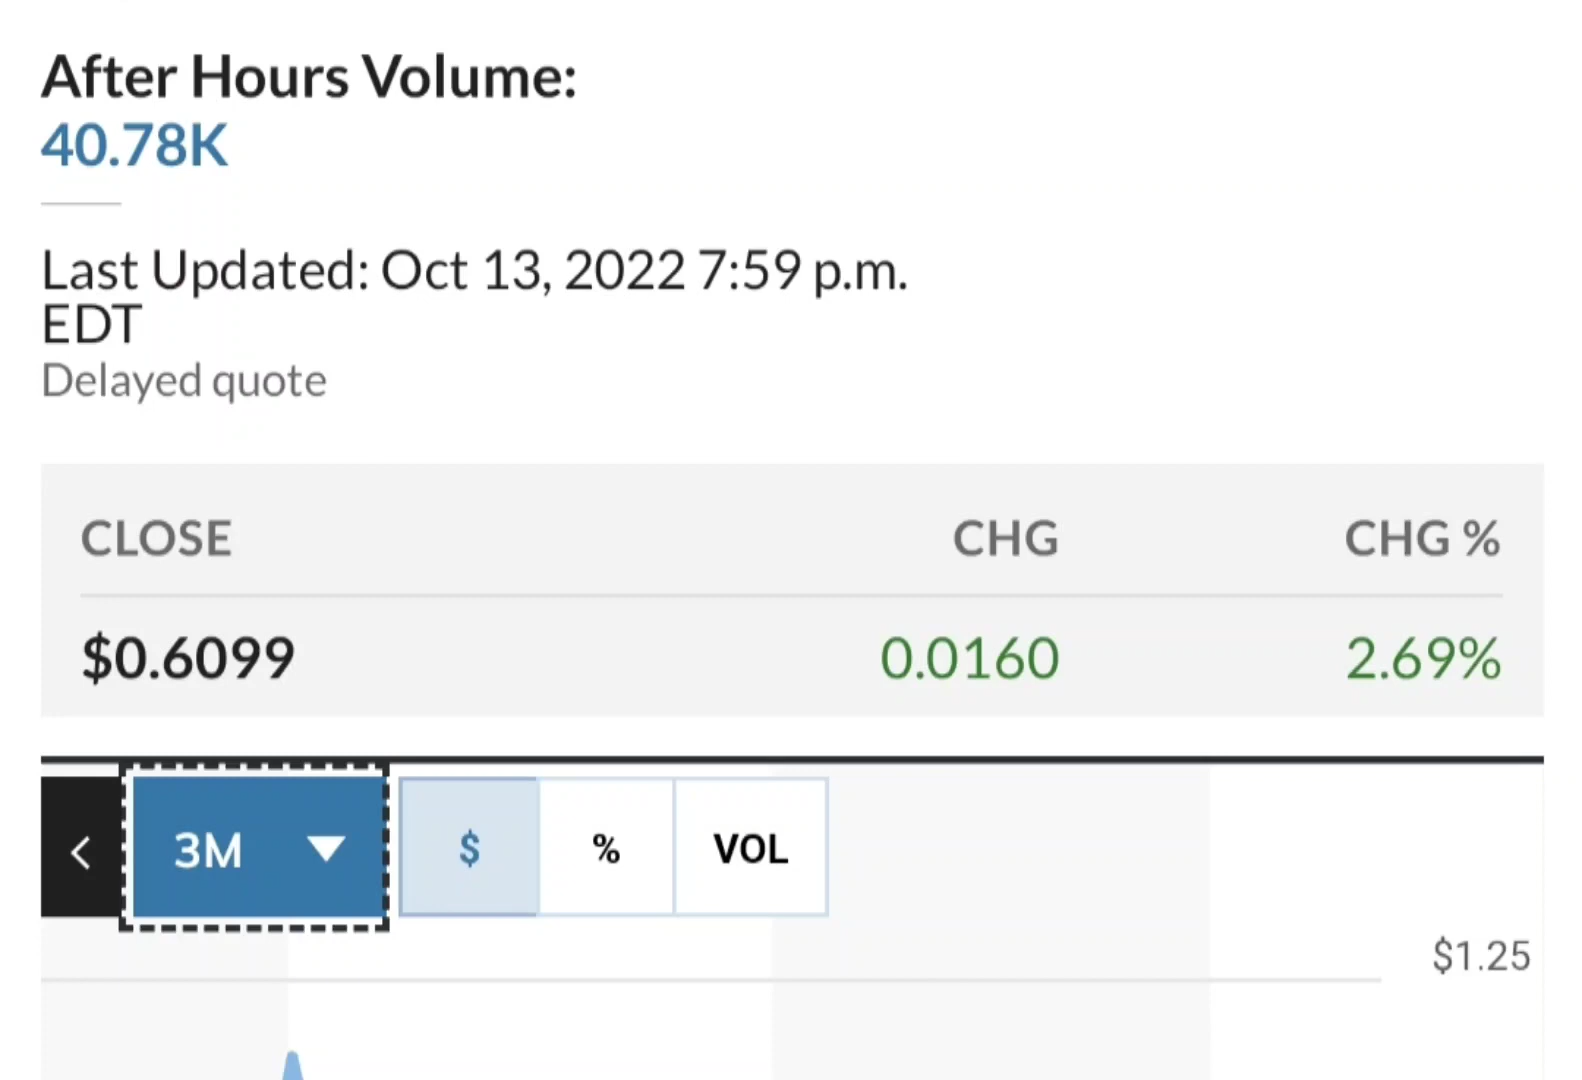 After Hours Volume:
40.78K
Last Updated: Oct 13, 2022 7:59 p.m.
EDT
Delayed quote
CLOSE CHG CHG %
$0.6099 0.0160 2.69%
3M $ % VOL
$1.25